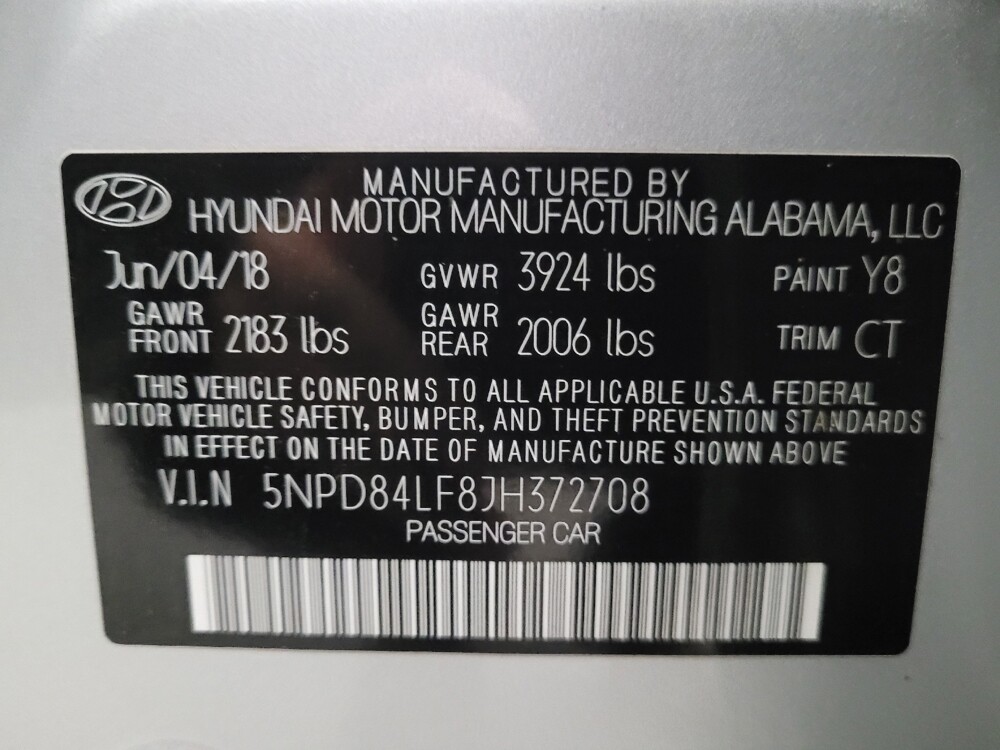 MANUFACTURED BY
HYUNDAI MOTOR MANUFACTURING ALABAMA, LLC
Jun/04/18 GVWR 3924 lbs PAINT Y8
GAWR FRONT 2183 lbs GAWR REAR 2006 lbs TRIM CT
THIS VEHICLE CONFORMS TO ALL APPLICABLE U.S.A. FEDERAL
MOTOR VEHICLE SAFETY, BUMPER, AND THEFT PREVENTION STANDARDS
IN EFFECT ON THE DATE OF MANUFACTURE SHOWN ABOVE
V.I.N 5NPD84LF8JH372708
PASSENGER CAR